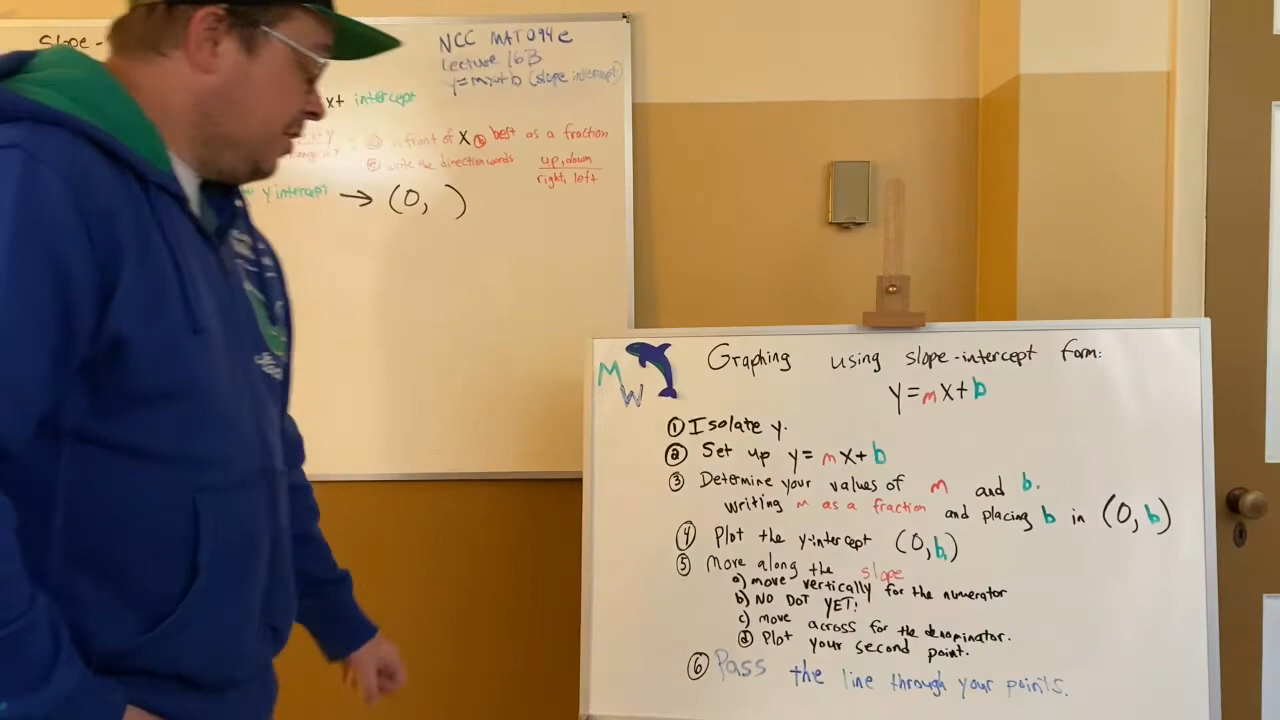 Slope-
NCC MAT094e
Lecture 16B
y=mx+b (slope intercept)
x+ intercept
in front of X ⓑ best as a fraction
ⓒ write the direction words
up, down
right, left
y intercept → (0, )
MW
Graphing using slope-intercept form:
y=mx+b
① Isolate y.
② Set up y=mx+b
③ Determine your values of m and b.
writing m as a fraction and placing b in (0, b)
④ Plot the y-intercept (0, b)
⑤ Move along the slope
a) move vertically for the numerator
b) NO DOT YET!
c) move across for the denominator.
ⓓ Plot your second point.
⑥ Pass the line through your points.